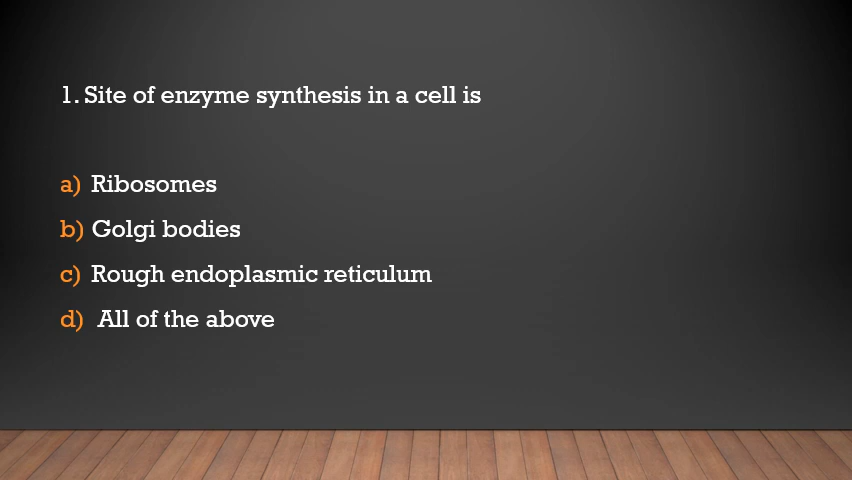 1. Site of enzyme synthesis in a cell is
a) Ribosomes
b) Golgi bodies
c) Rough endoplasmic reticulum
d) All of the above